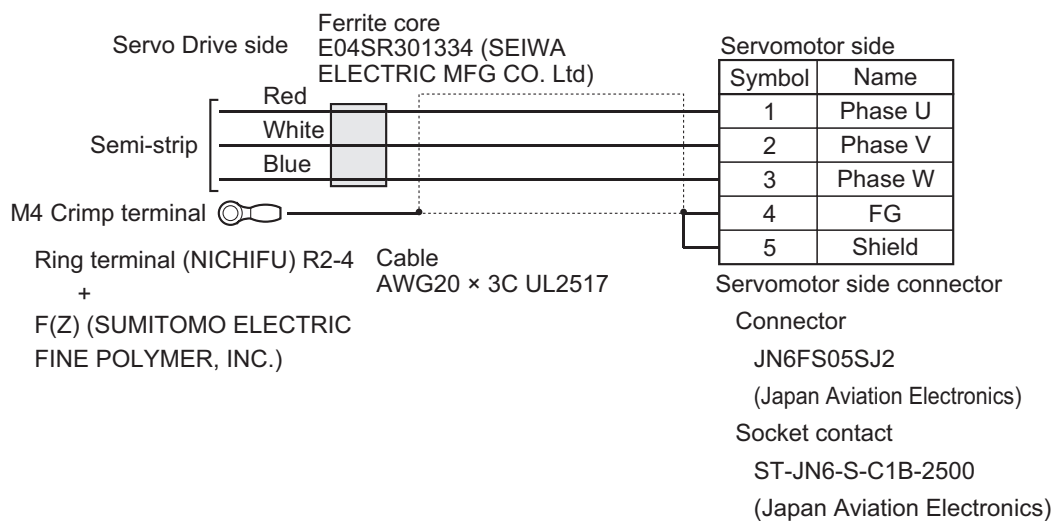 Servo Drive side
Ferrite core
E04SR301334 (SEIWA
ELECTRIC MFG CO. Ltd)
Servomotor side
Symbol Name
Red
1 Phase U
White
2 Phase V
Semi-strip
Blue
3 Phase W
M4 Crimp terminal
4 FG
5 Shield
Ring terminal (NICHIFU) R2-4
+
F(Z) (SUMITOMO ELECTRIC
FINE POLYMER, INC.)
Cable
AWG20 × 3C UL2517
Servomotor side connector
Connector
JN6FS05SJ2
(Japan Aviation Electronics)
Socket contact
ST-JN6-S-C1B-2500
(Japan Aviation Electronics)